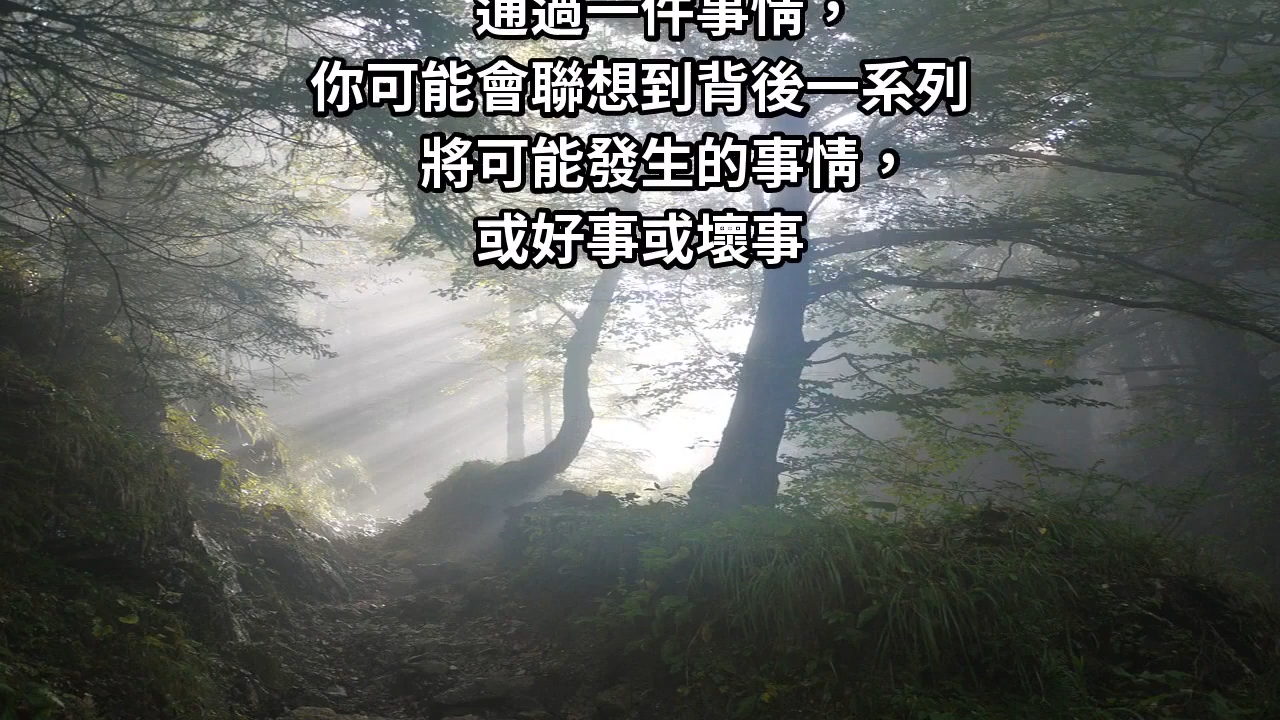 通過一件事情，
你可能會聯想到背後一系列
將可能發生的事情，
或好事或壞事